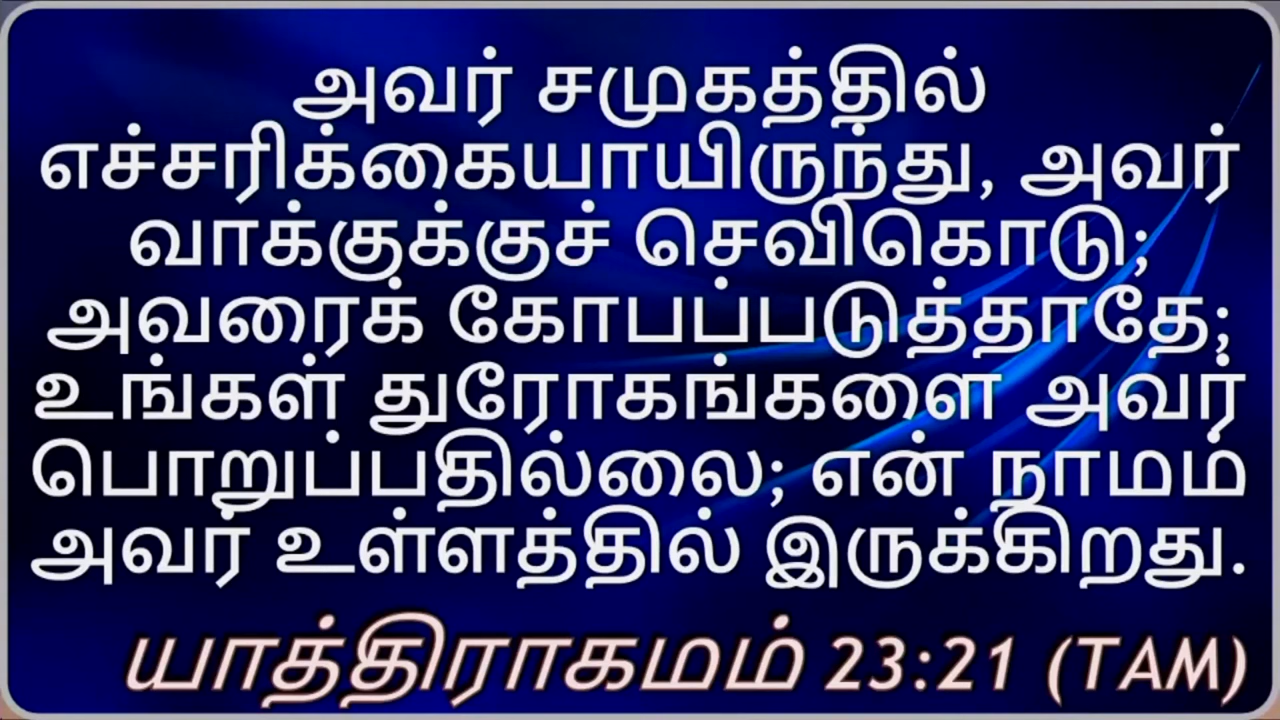 அவர் சமுகத்தில்
எச்சரிக்கையாயிருந்து, அவர்
வாக்குக்குச் செவிகொடு;
அவரைக் கோபப்படுத்தாதே;
உங்கள் துரோகங்களை அவர்
பொறுப்பதில்லை; என் நாமம்
அவர் உள்ளத்தில் இருக்கிறது.
யாத்திராகமம் 23:21 (TAM)